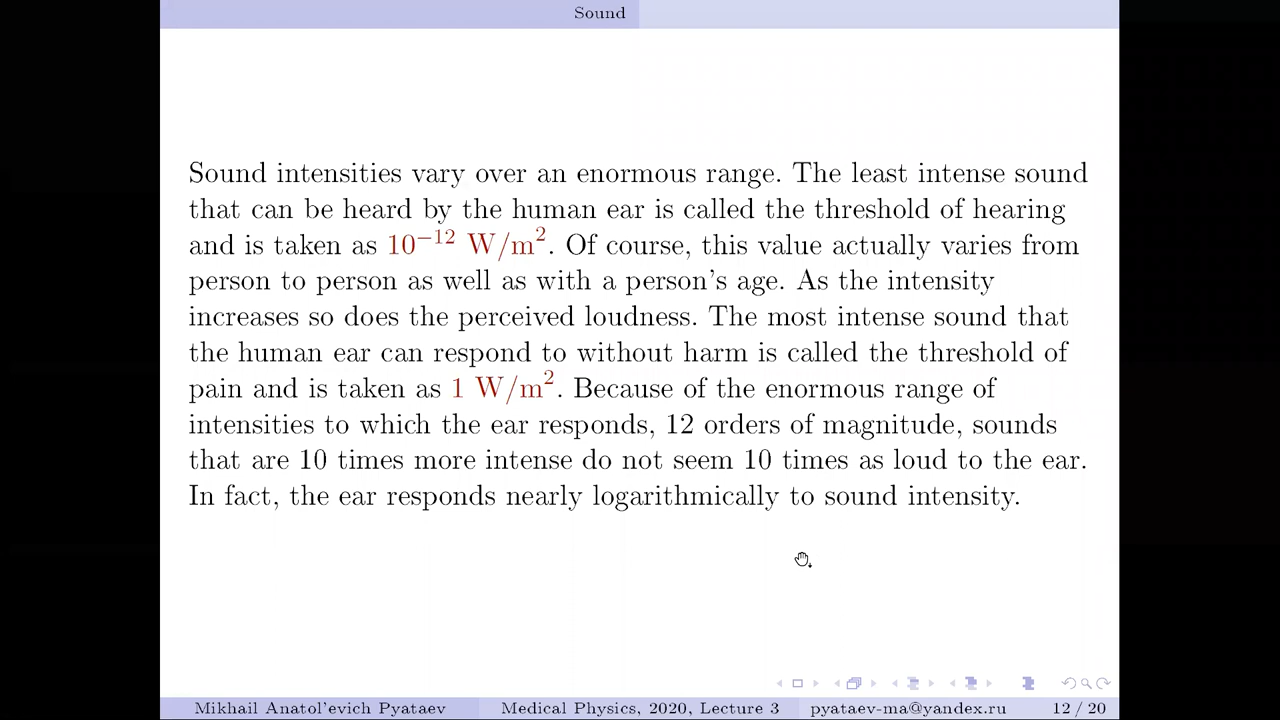 Sound
Sound intensities vary over an enormous range. The least intense sound
that can be heard by the human ear is called the threshold of hearing
and is taken as 10⁻¹² W/m². Of course, this value actually varies from
person to person as well as with a person's age. As the intensity
increases so does the perceived loudness. The most intense sound that
the human ear can respond to without harm is called the threshold of
pain and is taken as 1 W/m². Because of the enormous range of
intensities to which the ear responds, 12 orders of magnitude, sounds
that are 10 times more intense do not seem 10 times as loud to the ear.
In fact, the ear responds nearly logarithmically to sound intensity.
Mikhail Anatol'evich Pyataev Medical Physics, 2020, Lecture 3 pyataev-ma@yandex.ru 12 / 20